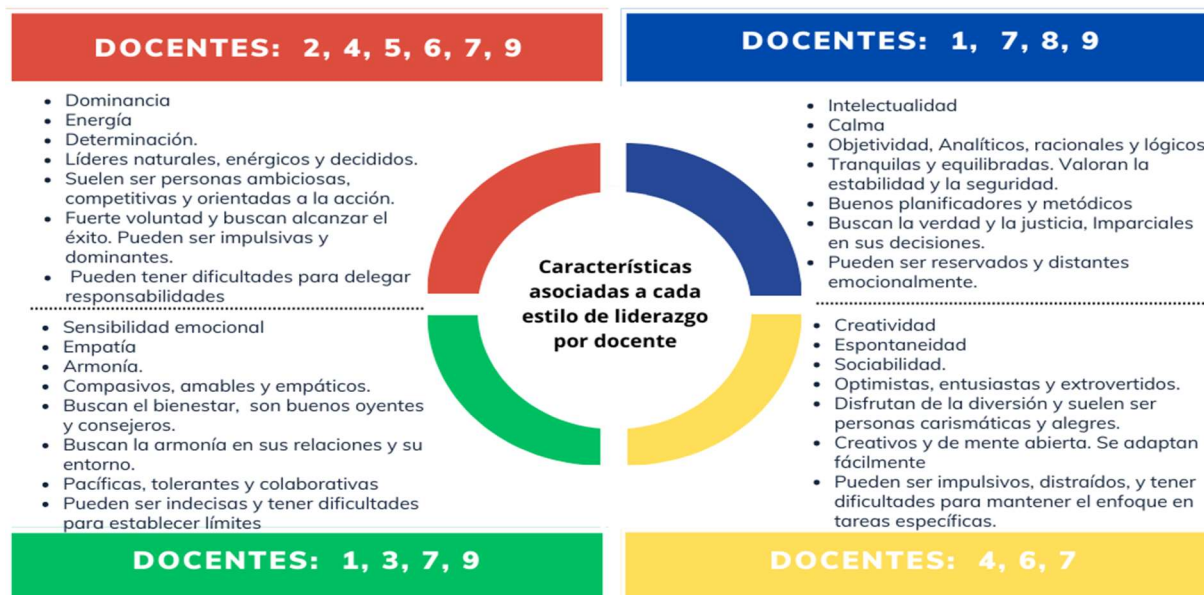 DOCENTES: 2, 4, 5, 6, 7, 9
• Dominancia
• Energía
• Determinación.
• Líderes naturales, enérgicos y decididos.
• Suelen ser personas ambiciosas,
competitivas y orientadas a la acción.
• Fuerte voluntad y buscan alcanzar el
éxito. Pueden ser impulsivas y
dominantes.
• Pueden tener dificultades para delegar
responsabilidades
DOCENTES: 1, 7, 8, 9
• Intelectualidad
• Calma
• Objetividad, Analíticos, racionales y lógicos
• Tranquilas y equilibradas. Valoran la
estabilidad y la seguridad.
• Buenos planificadores y metódicos
• Buscan la verdad y la justicia, Imparciales
en sus decisiones.
• Pueden ser reservados y distantes
emocionalmente.
Características
asociadas a cada
estilo de liderazgo
por docente
• Sensibilidad emocional
• Empatía
• Armonía.
• Compasivos, amables y empáticos.
• Buscan el bienestar, son buenos oyentes
y consejeros.
• Buscan la armonía en sus relaciones y su
entorno.
• Pacíficas, tolerantes y colaborativas
• Pueden ser indecisas y tener dificultades
para establecer límites
DOCENTES: 1, 3, 7, 9
• Creatividad
• Espontaneidad
• Sociabilidad.
• Optimistas, entusiastas y extrovertidos.
• Disfrutan de la diversión y suelen ser
personas carismáticas y alegres.
• Creativos y de mente abierta. Se adaptan
fácilmente
• Pueden ser impulsivos, distraídos, y tener
dificultades para mantener el enfoque en
tareas específicas.
DOCENTES: 4, 6, 7